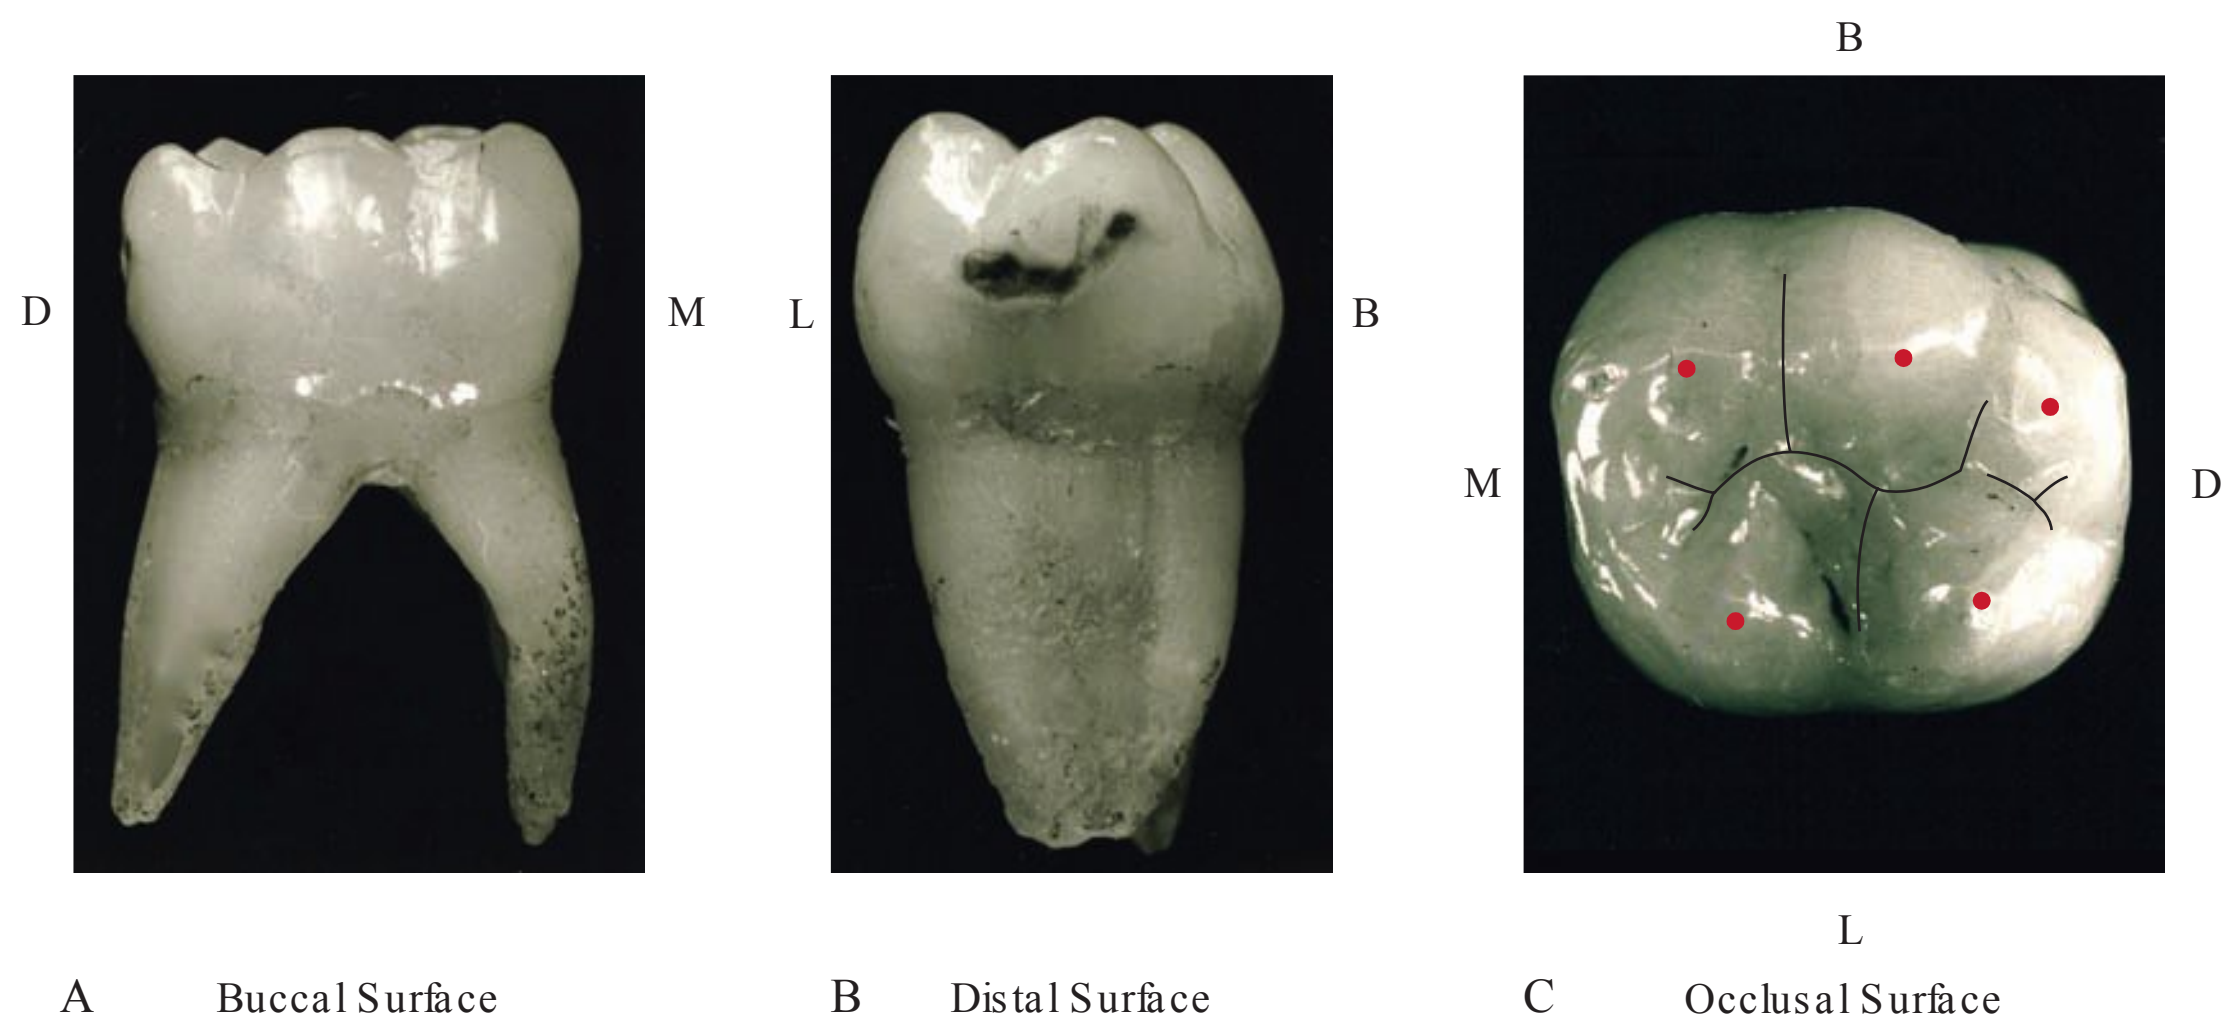 B
D
M
L
B
M
D
L
A Buccal Surface
B Distal Surface
C Occlusal Surface